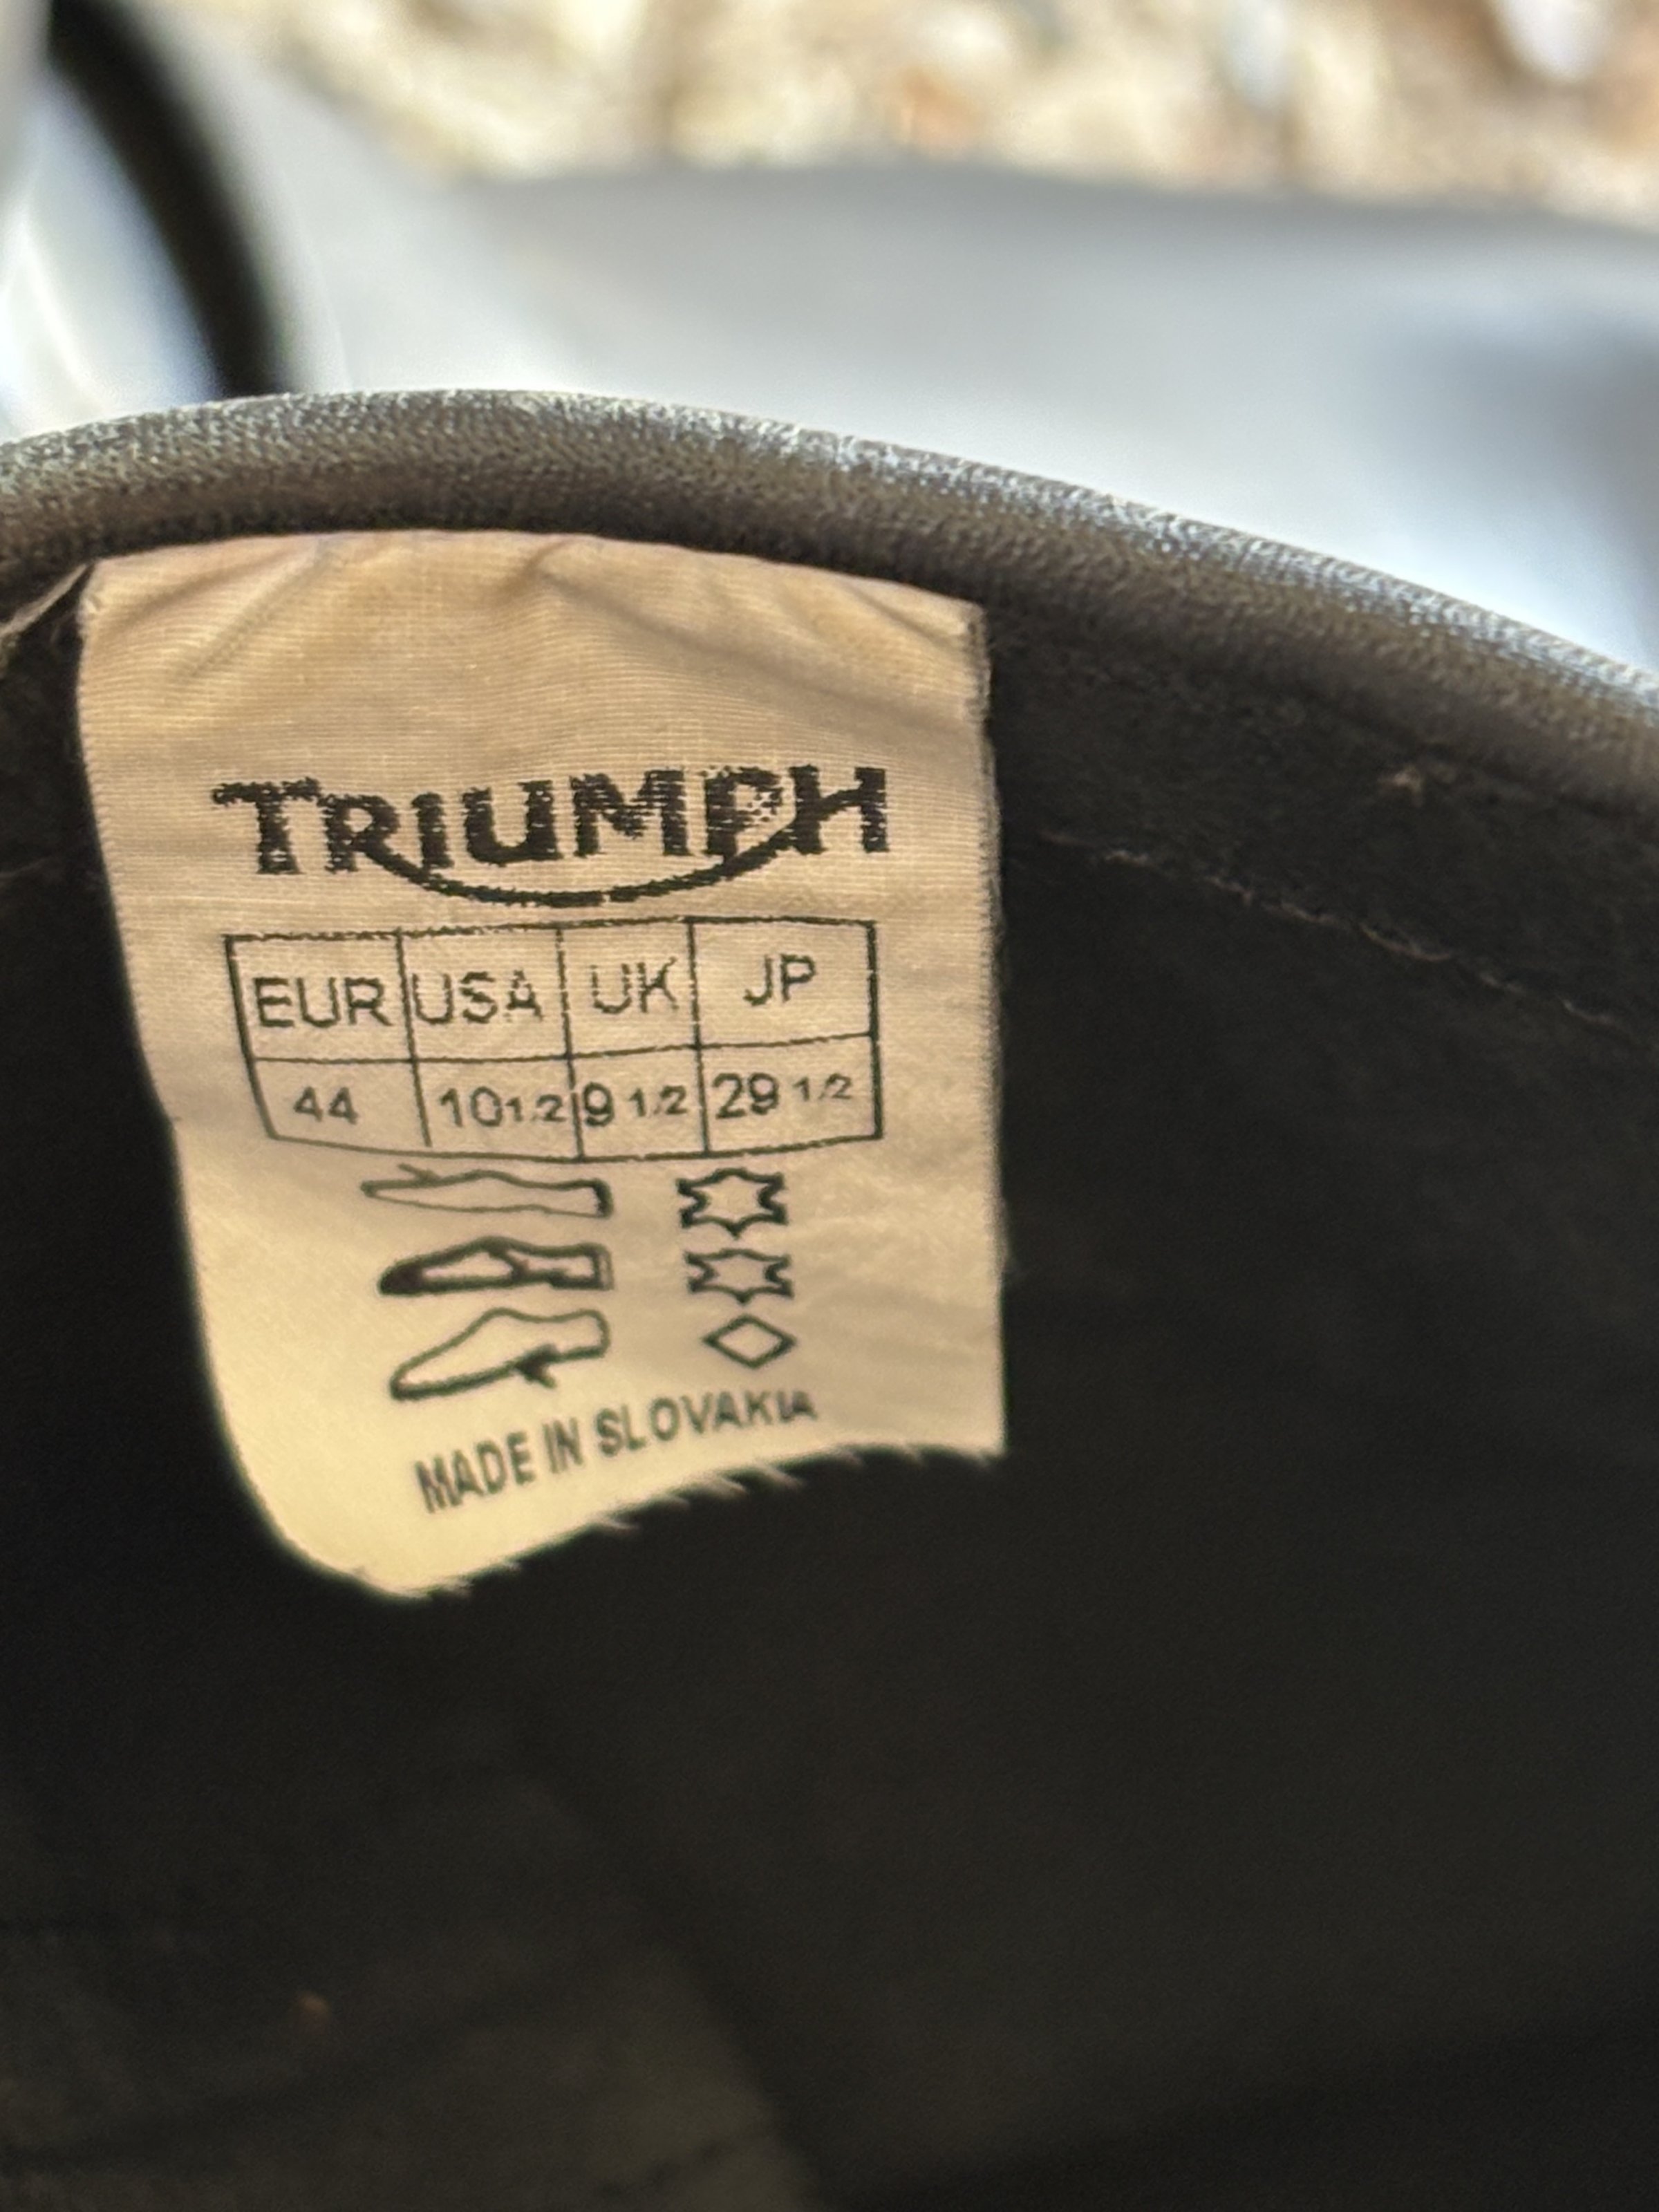 TRIUMPH
EUR USA UK JP
44 10 1/2 9 1/2 29 1/2
MADE IN SLOVAKIA